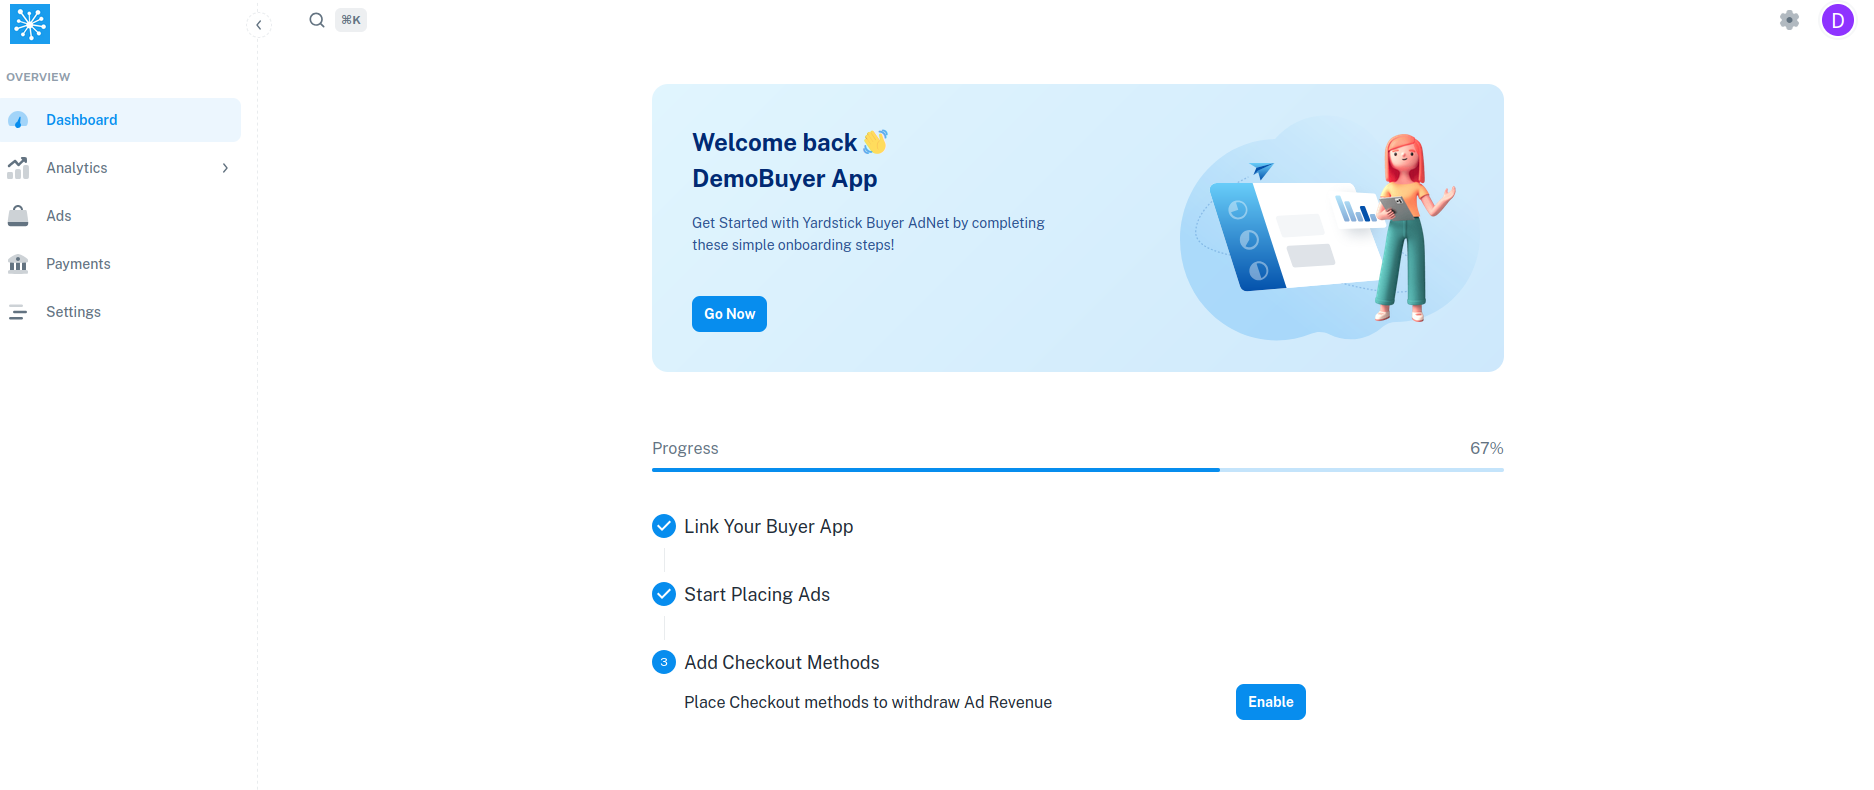 ⌘K
D
OVERVIEW
Dashboard
Analytics
Ads
Payments
Settings
Welcome back 👋
DemoBuyer App
Get Started with Yardstick Buyer AdNet by completing
these simple onboarding steps!
Go Now
Progress 67%
Link Your Buyer App
Start Placing Ads
3 Add Checkout Methods
Place Checkout methods to withdraw Ad Revenue Enable